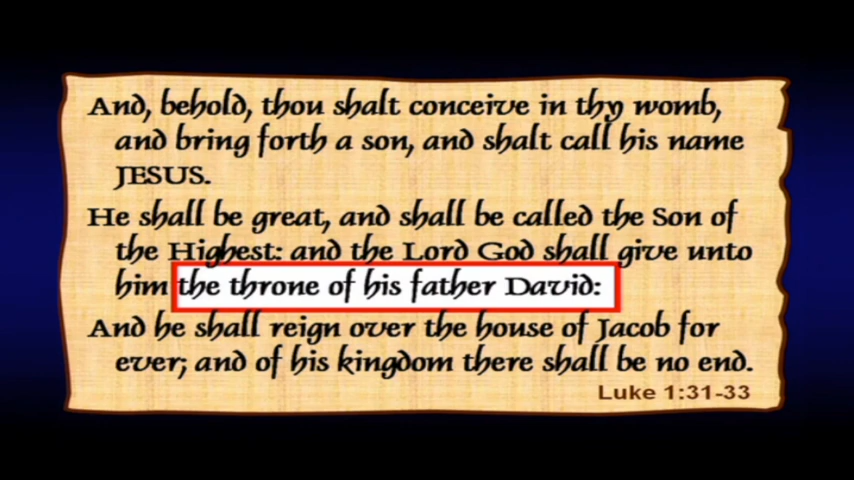 And, behold, thou shalt conceive in thy womb,
and bring forth a son, and shalt call his name
JESUS.
He shall be great, and shall be called the Son of
the Highest: and the Lord God shall give unto
him the throne of his father David:
And he shall reign over the house of Jacob for
ever; and of his kingdom there shall be no end.
Luke 1:31-33